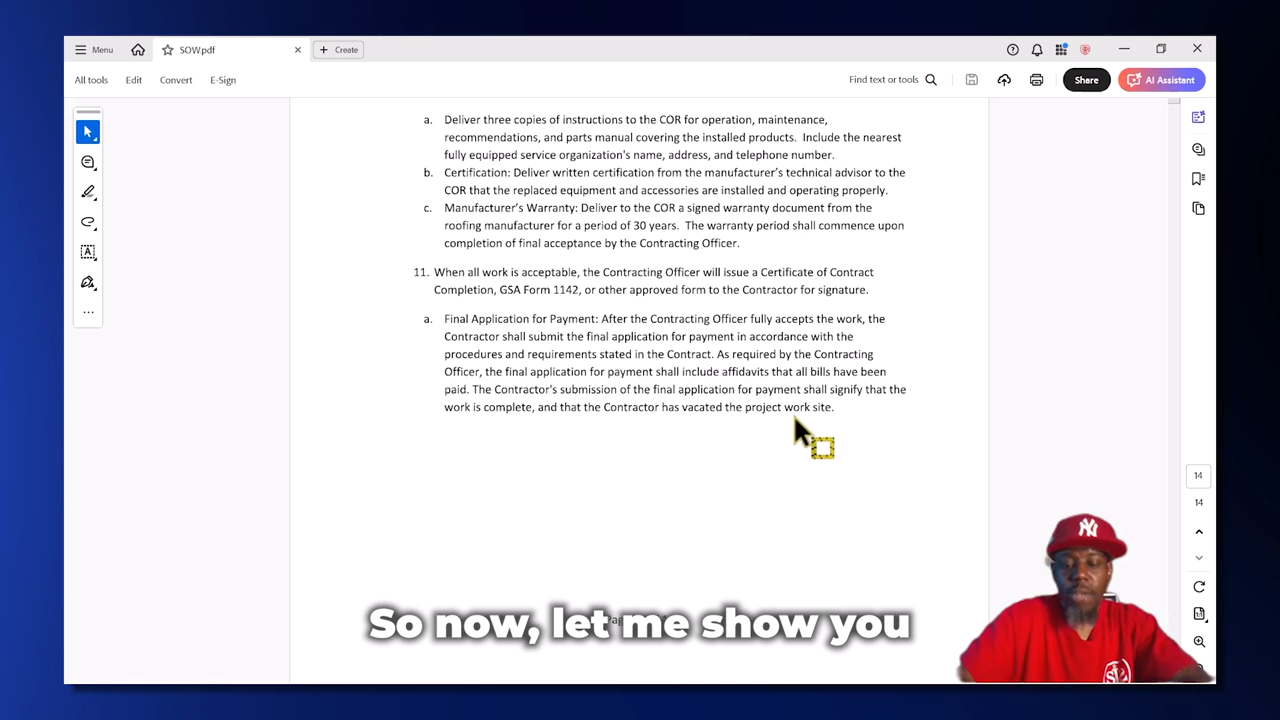 Menu
SOW.pdf
Create
All tools
Edit
Convert
E-Sign
Find text or tools
Share
AI Assistant
a. Deliver three copies of instructions to the COR for operation, maintenance,
recommendations, and parts manual covering the installed products. Include the nearest
fully equipped service organization's name, address, and telephone number.
b. Certification: Deliver written certification from the manufacturer's technical advisor to the
COR that the replaced equipment and accessories are installed and operating properly.
c. Manufacturer's Warranty: Deliver to the COR a signed warranty document from the
roofing manufacturer for a period of 30 years. The warranty period shall commence upon
completion of final acceptance by the Contracting Officer.
11. When all work is acceptable, the Contracting Officer will issue a Certificate of Contract
Completion, GSA Form 1142, or other approved form to the Contractor for signature.
a. Final Application for Payment: After the Contracting Officer fully accepts the work, the
Contractor shall submit the final application for payment in accordance with the
procedures and requirements stated in the Contract. As required by the Contracting
Officer, the final application for payment shall include affidavits that all bills have been
paid. The Contractor's submission of the final application for payment shall signify that the
work is complete, and that the Contractor has vacated the project work site.
14
14
So now, let me show you
NY